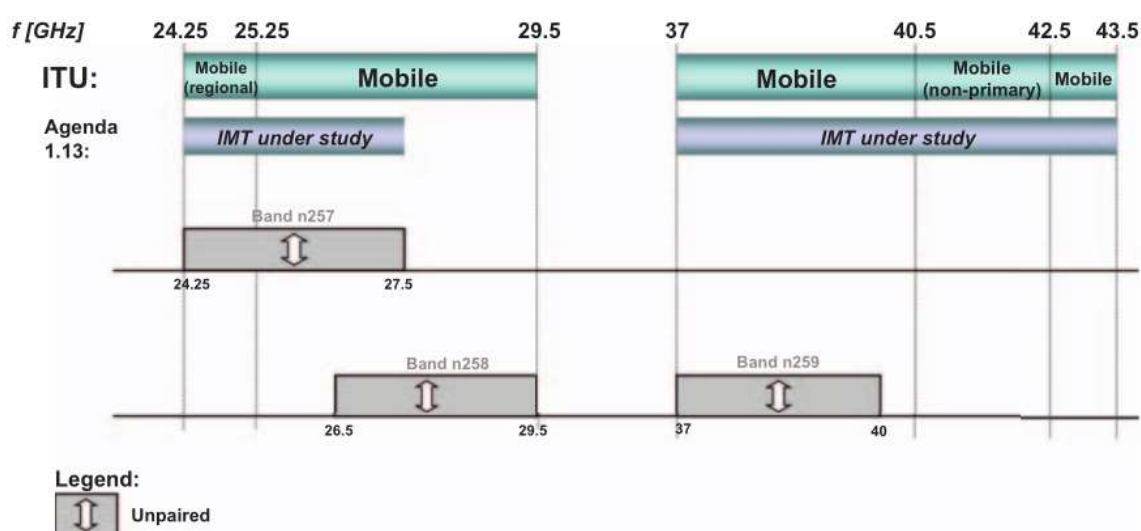 f [GHz] 24.25 25.25 29.5 37 40.5 42.5 43.5
ITU: Mobile (regional) Mobile Mobile Mobile (non-primary) Mobile
Agenda 1.13: IMT under study IMT under study
Band n257
24.25 27.5
Band n258 Band n259
26.5 29.5 37 40
Legend:
Unpaired